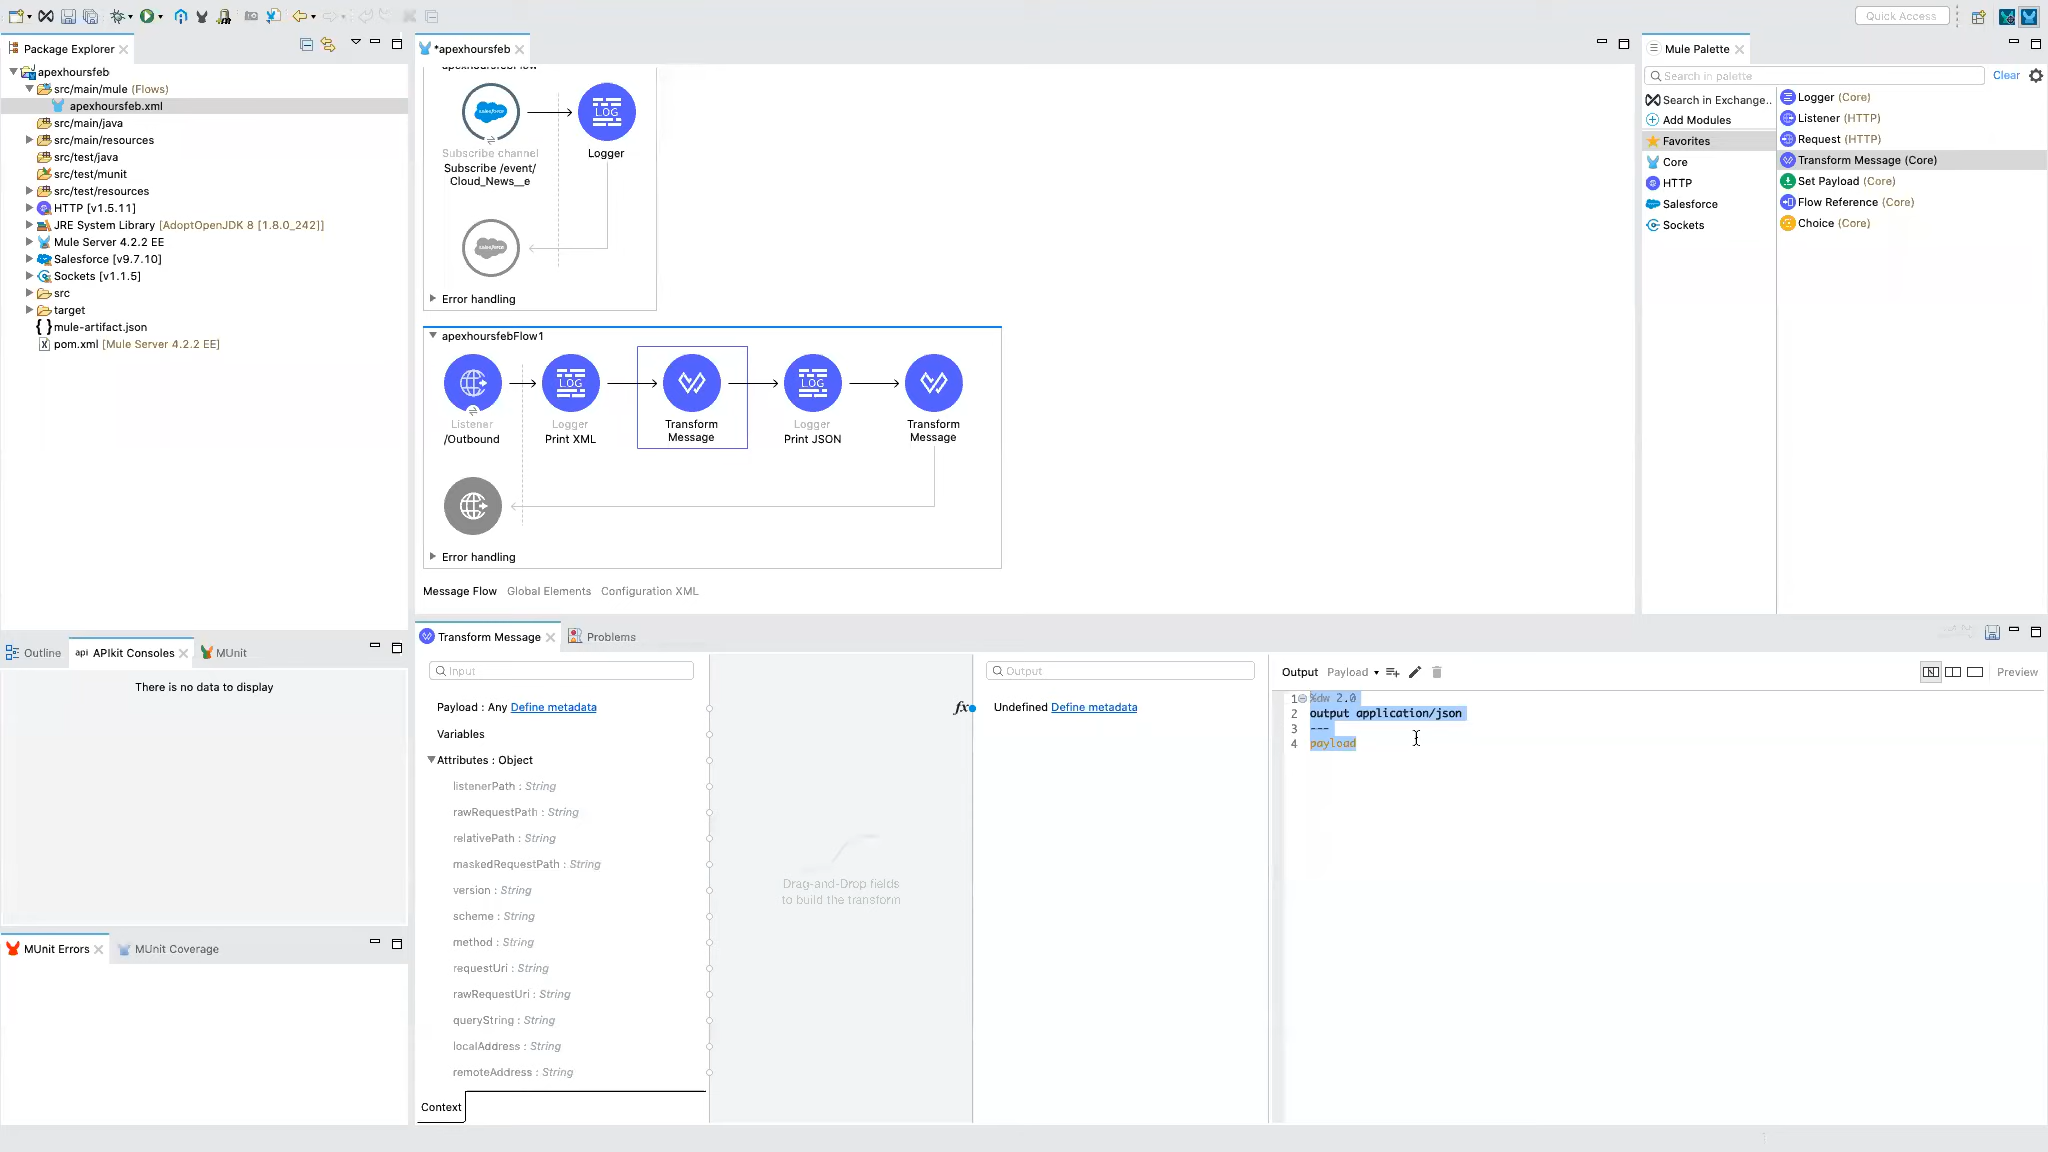 Quick Access
Package Explorer
apexhoursfeb
src/main/mule (Flows)
apexhoursfeb.xml
src/main/java
src/main/resources
src/test/java
src/test/munit
src/test/resources
HTTP [v1.5.11]
JRE System Library [AdoptOpenJDK 8 [1.8.0_242]]
Mule Server 4.2.2 EE
Salesforce [v9.7.10]
Sockets [v1.1.5]
src
target
mule-artifact.json
pom.xml [Mule Server 4.2.2 EE]
*apexhoursfeb
apexhoursfebFlow
salesforce
LOG
Subscribe channel
Subscribe /event/
Cloud_News__e
Logger
salesforce
Error handling
apexhoursfebFlow1
LOG
LOG
Listener
/Outbound
Logger
Print XML
Transform
Message
Logger
Print JSON
Transform
Message
Error handling
Message Flow
Global Elements
Configuration XML
Mule Palette
Search in palette
Clear
Search in Exchange..
Add Modules
Favorites
Core
HTTP
Salesforce
Sockets
Logger (Core)
Listener (HTTP)
Request (HTTP)
Transform Message (Core)
Set Payload (Core)
Flow Reference (Core)
Choice (Core)
Outline
api APIkit Consoles
MUnit
There is no data to display
MUnit Errors
MUnit Coverage
Transform Message
Problems
Input
Payload : Any Define metadata
Variables
Attributes : Object
listenerPath : String
rawRequestPath : String
relativePath : String
maskedRequestPath : String
version : String
scheme : String
method : String
requestUri : String
rawRequestUri : String
queryString : String
localAddress : String
remoteAddress : String
Context
Drag-and-Drop fields
to build the transform
fx
Output
Undefined Define metadata
Output Payload
Preview
1 %dw 2.0
2 output application/json
3 ---
4 payload